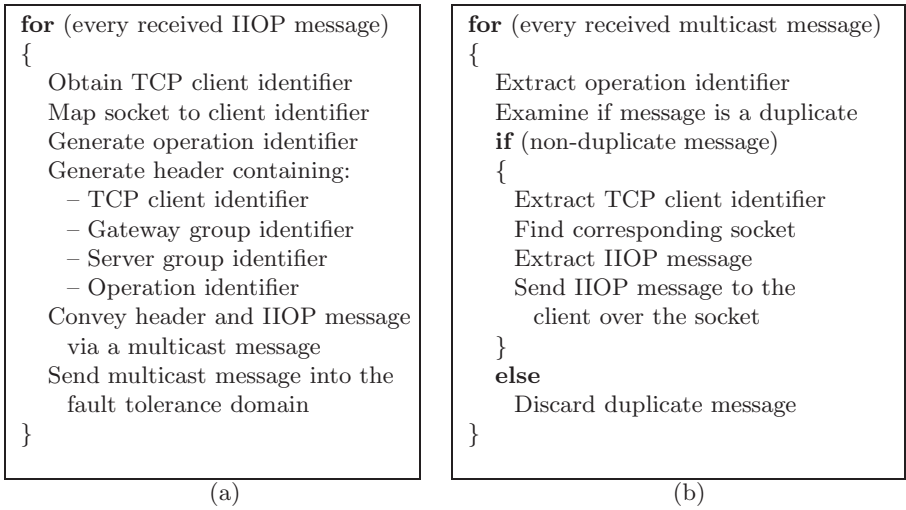 for (every received IIOP message)
{
Obtain TCP client identifier
Map socket to client identifier
Generate operation identifier
Generate header containing:
– TCP client identifier
– Gateway group identifier
– Server group identifier
– Operation identifier
Convey header and IIOP message
via a multicast message
Send multicast message into the
fault tolerance domain
}
(a)
for (every received multicast message)
{
Extract operation identifier
Examine if message is a duplicate
if (non-duplicate message)
{
Extract TCP client identifier
Find corresponding socket
Extract IIOP message
Send IIOP message to the
client over the socket
}
else
Discard duplicate message
}
(b)